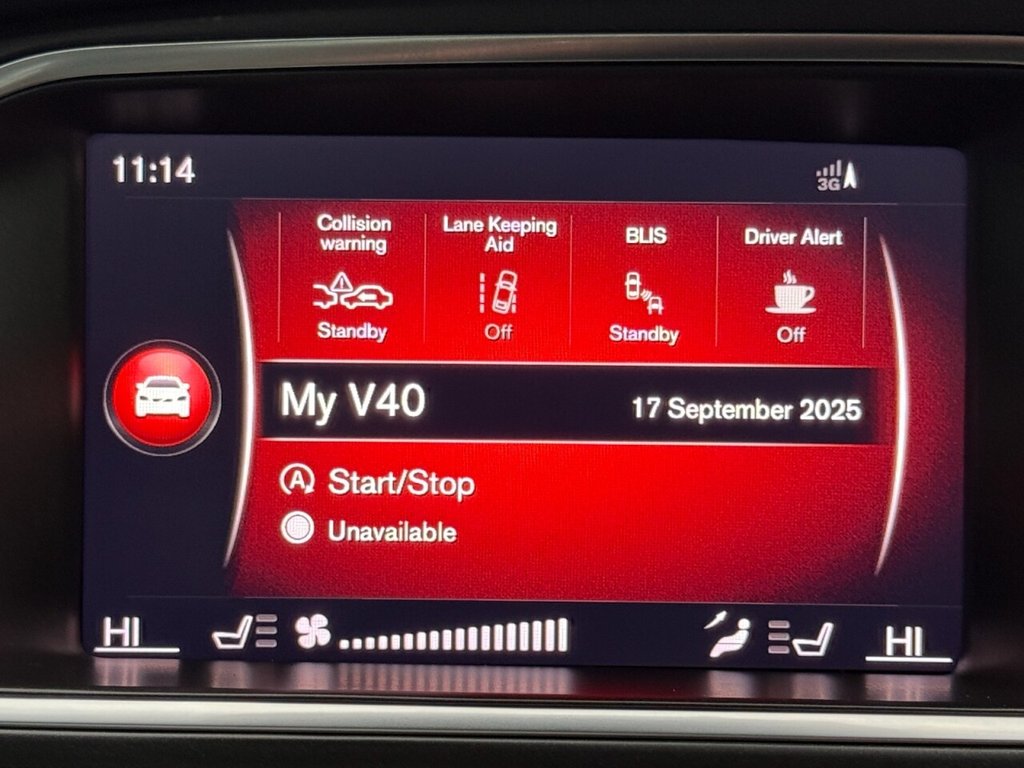 11:14
3G
Collision
warning
Standby
Lane Keeping
Aid
Off
BLIS
Standby
Driver Alert
Off
My V40
17 September 2025
A Start/Stop
Unavailable
HI
HI